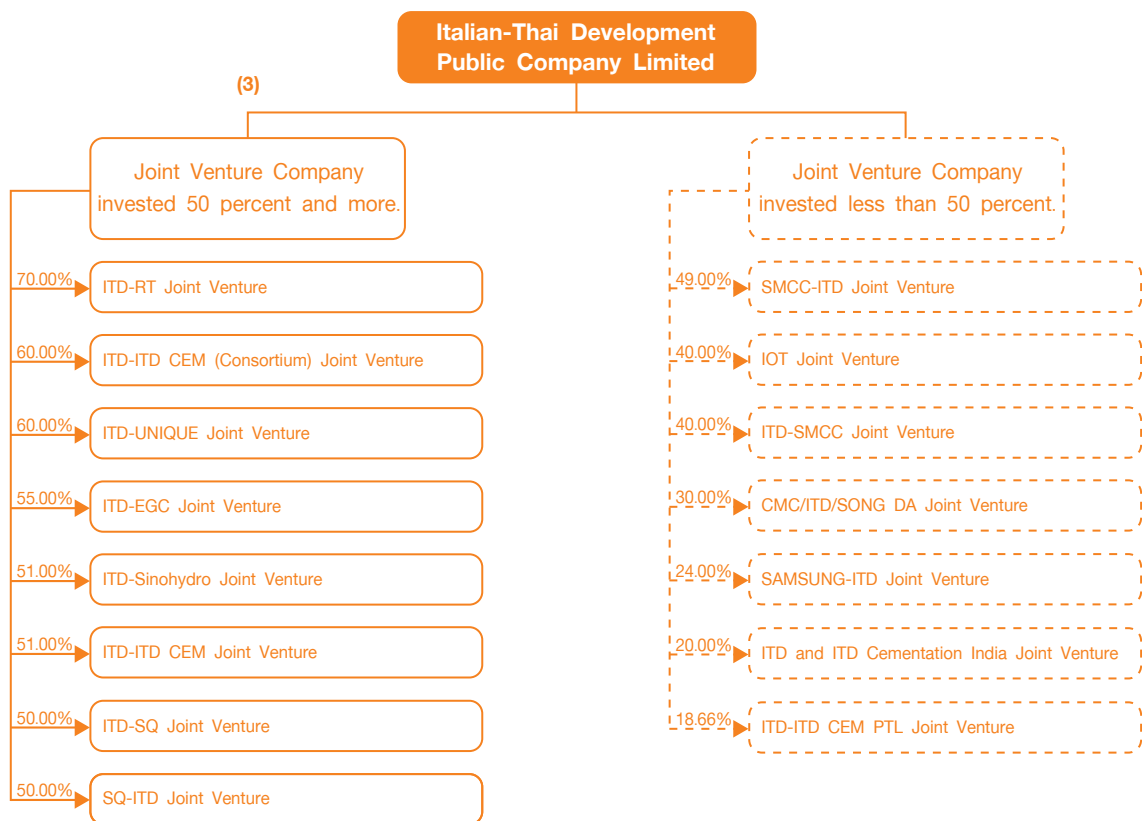 Italian-Thai Development
Public Company Limited
(3)
Joint Venture Company
invested 50 percent and more.
70.00%
ITD-RT Joint Venture
60.00%
ITD-ITD CEM (Consortium) Joint Venture
60.00%
ITD-UNIQUE Joint Venture
55.00%
ITD-EGC Joint Venture
51.00%
ITD-Sinohydro Joint Venture
51.00%
ITD-ITD CEM Joint Venture
50.00%
ITD-SQ Joint Venture
50.00%
SQ-ITD Joint Venture
Joint Venture Company
invested less than 50 percent.
49.00%
SMCC-ITD Joint Venture
40.00%
IOT Joint Venture
40.00%
ITD-SMCC Joint Venture
30.00%
CMC/ITD/SONG DA Joint Venture
24.00%
SAMSUNG-ITD Joint Venture
20.00%
ITD and ITD Cementation India Joint Venture
18.66%
ITD-ITD CEM PTL Joint Venture